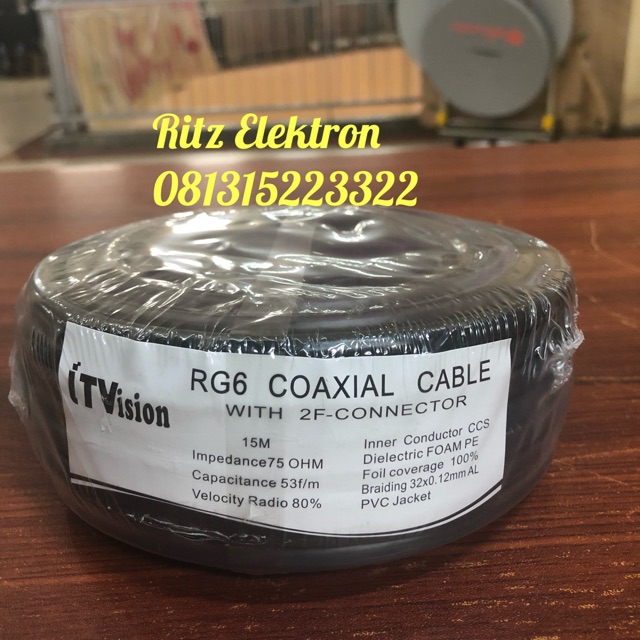 Ritz Elektron
081315223322
iTVision
RG6 COAXIAL CABLE
WITH 2F-CONNECTOR
15M
Impedance75 OHM
Capacitance 53f/m
Velocity Radio 80%
Inner Conductor CCS
Dielectric FOAM PE
Foil coverage 100%
Braiding 32x0.12mm AL
PVC Jacket